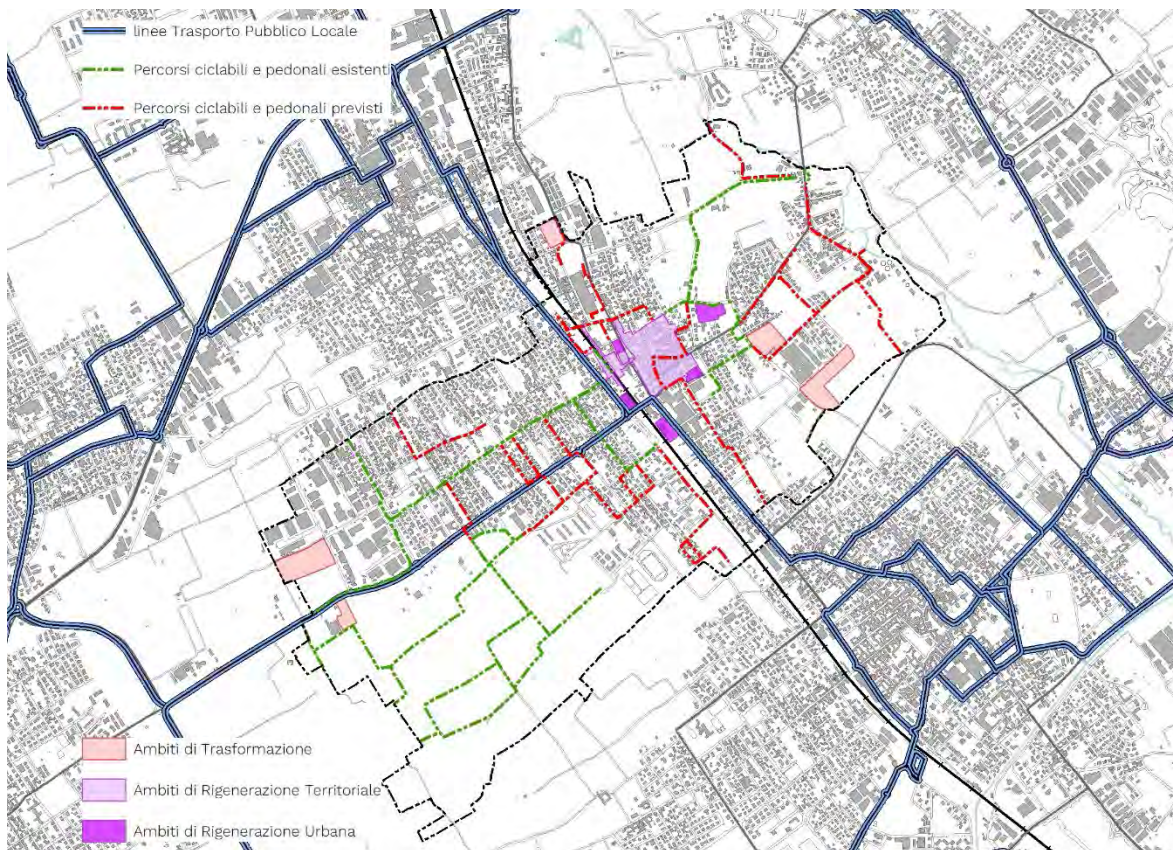 linee Trasporto Pubblico Locale
Percorsi ciclabili e pedonali esistenti
Percorsi ciclabili e pedonali previsti
Ambiti di Trasformazione
Ambiti di Rigenerazione Territoriale
Ambiti di Rigenerazione Urbana